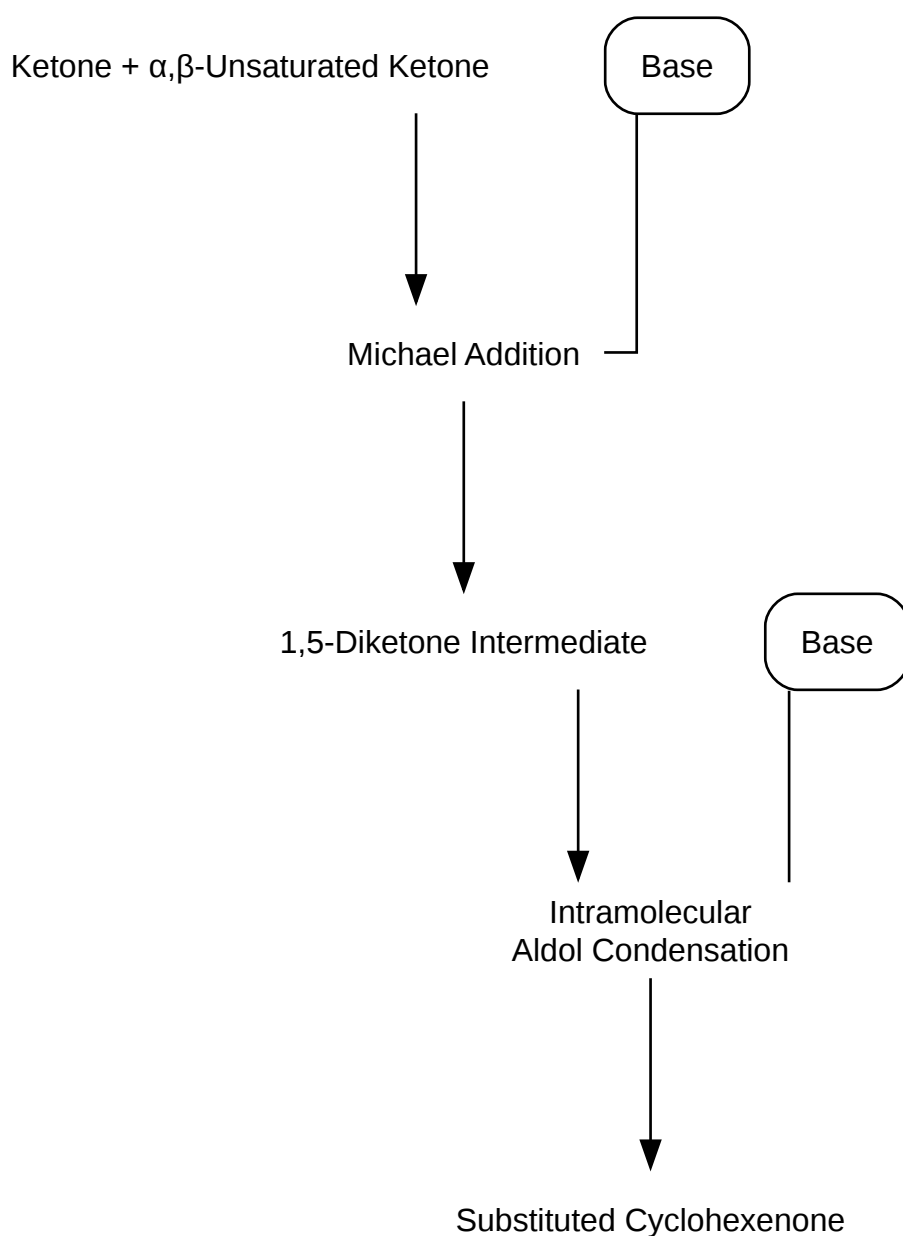 Ketone + α,β-Unsaturated Ketone
Base
Michael Addition
1,5-Diketone Intermediate
Base
Intramolecular
Aldol Condensation
Substituted Cyclohexenone